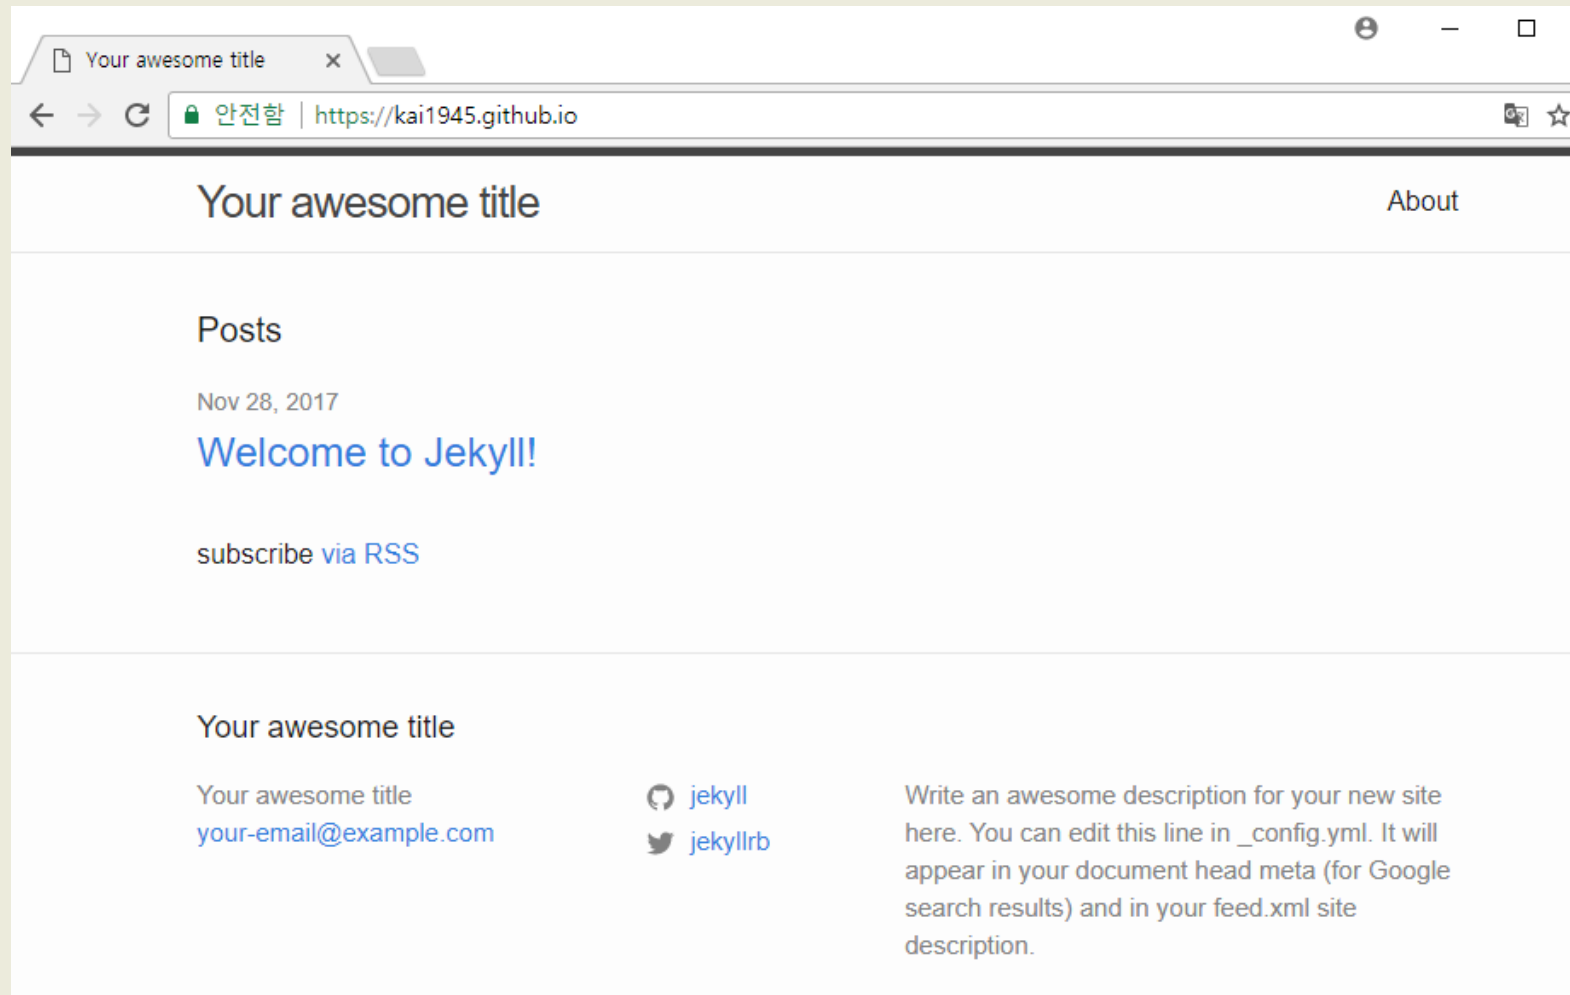 Your awesome title
안전함 | https://kai1945.github.io
Your awesome title
About
Posts
Nov 28, 2017
Welcome to Jekyll!
subscribe via RSS
Your awesome title
Your awesome title
your-email@example.com
jekyll
jekyllrb
Write an awesome description for your new site
here. You can edit this line in _config.yml. It will
appear in your document head meta (for Google
search results) and in your feed.xml site
description.